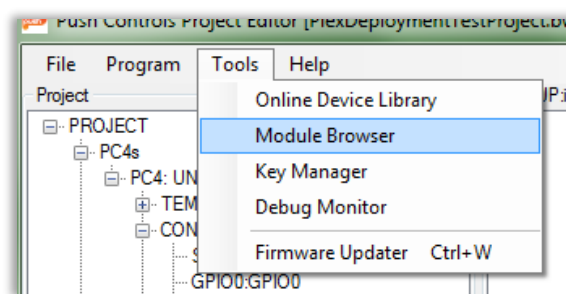 Push Controls Project Editor [PlexDeploymentTestProject.bw
File Program Tools Help
Project
PROJECT
PC4s
PC4: UN
TEM
CON
GPIO0:GPIO0
Online Device Library
Module Browser
Key Manager
Debug Monitor
Firmware Updater Ctrl+W